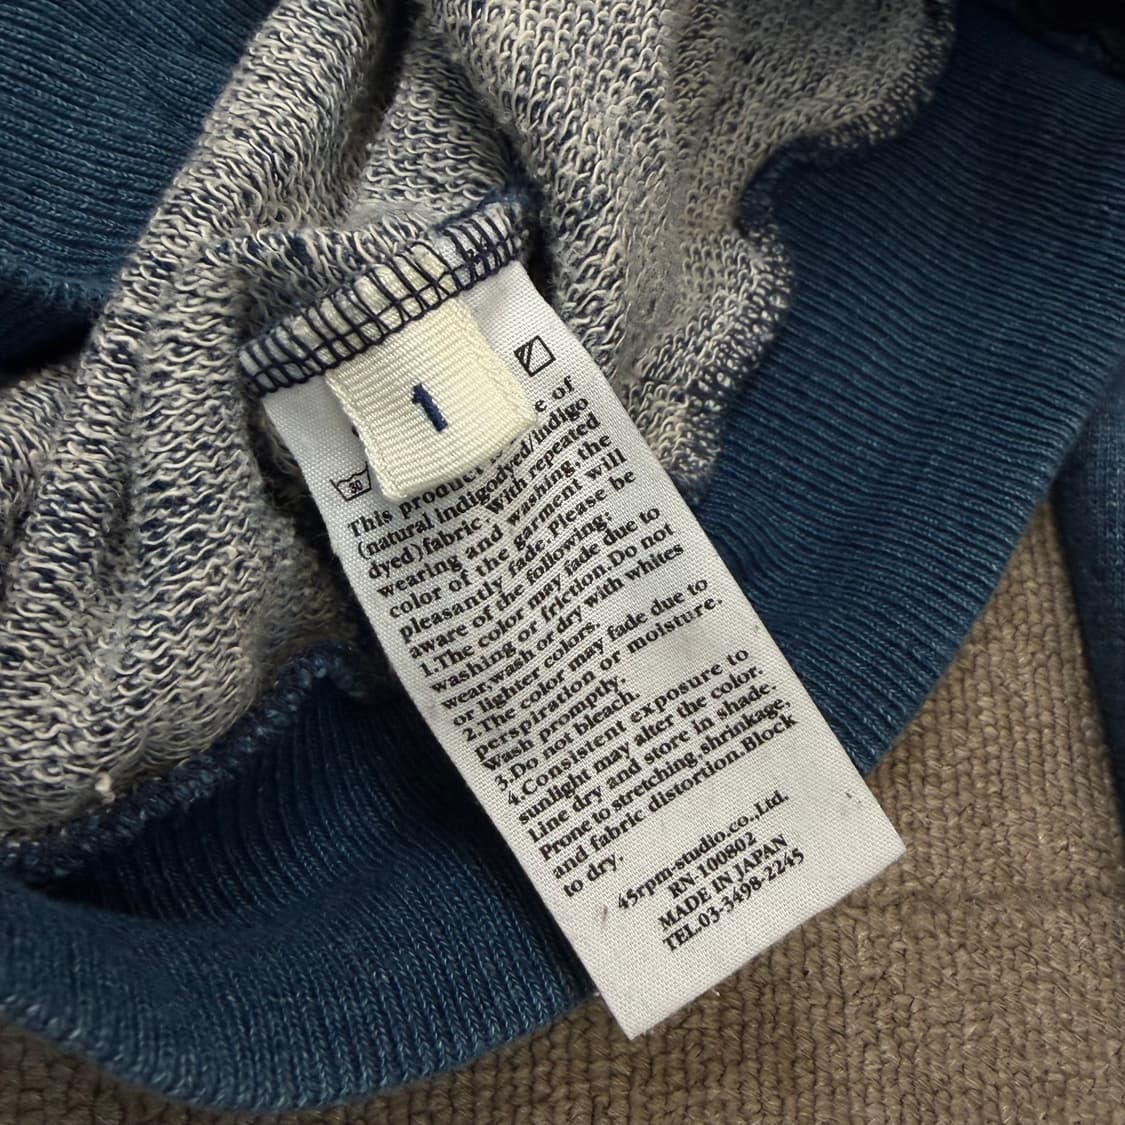 1
30
This product e of
(natural indigodyed/indigo
dyed)fabric. With repeated
wearing and washing, the
color of the garment will
pleasantly fade. Please be
aware of the following:
1.The color may fade due to
washing or friction.Do not
wear,wash or dry with whites
or lighter colors.
2.The color may fade due to
perspiration or moisture.
Wash promptly.
3.Do not bleach.
4.Consistent exposure to
sunlight may alter the color.
Line dry and store in shade.
Prone to stretching,shrinkage,
and fabric distortion.Block
to dry.
45rpm-studio.co.,Ltd.
RN-100802
MADE IN JAPAN
TEL.03-3498-2245